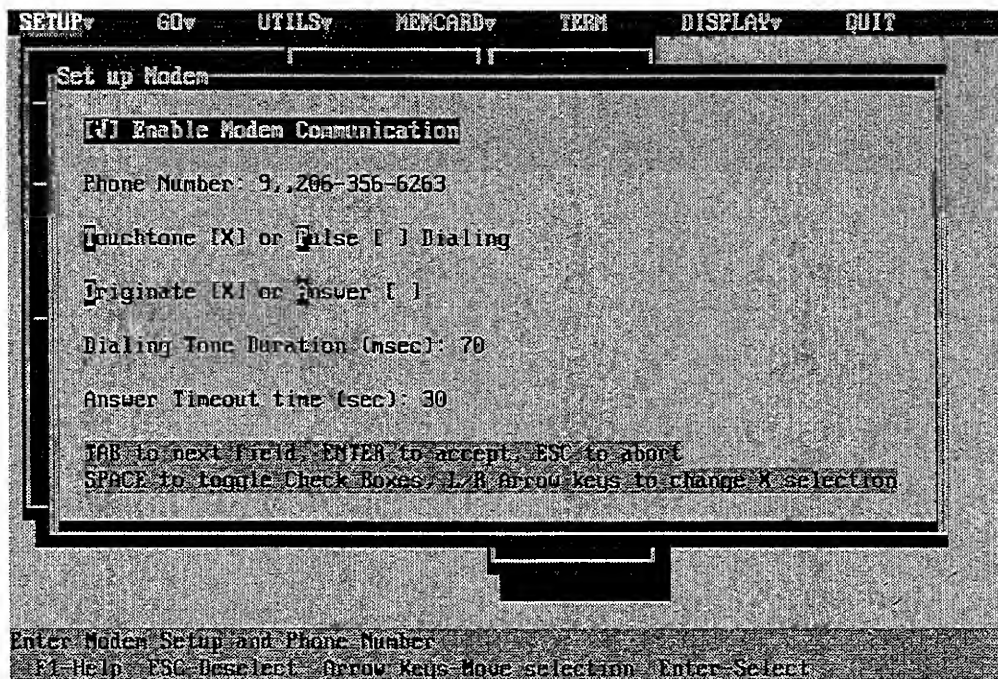 SETUP▾ GO▾ UTILS▾ MEMCARD▾ TERM DISPLAY▾ QUIT
Set up Modem
[√] Enable Modem Communication
Phone Number: 9,,206-356-6263
Touchtone [X] or Pulse [ ] Dialing
Originate [X] or Answer [ ]
Dialing Tone Duration (msec): 70
Answer Timeout time (sec): 30
TAB to next field, ENTER to accept, ESC to abort
SPACE to toggle Check Boxes, L/R Arrow keys to change X selection
Enter Modem Setup and Phone Number
F1-Help ESC-Deselect Arrow Keys-Move selection Enter-Select